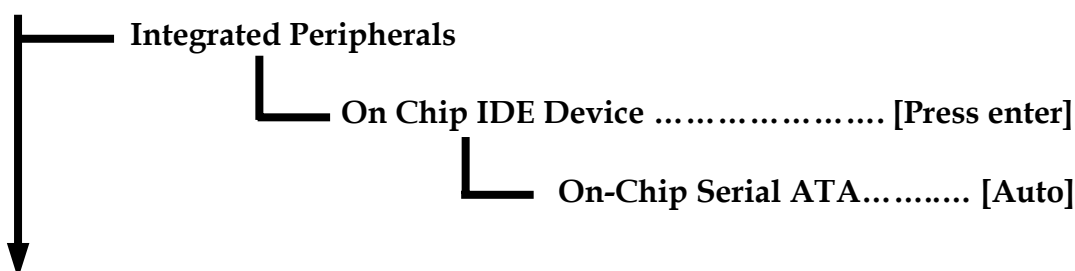 Integrated Peripherals
On Chip IDE Device …………………. [Press enter]
On-Chip Serial ATA……..… [Auto]